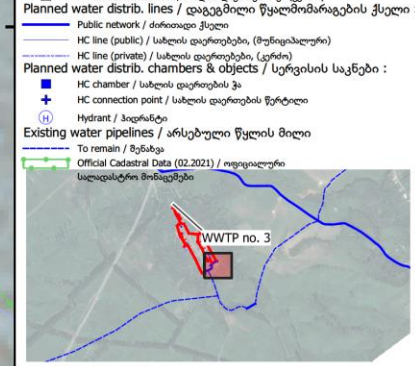 Planned water distrib. lines / დაგეგმილი წყალმომარაგების ქსელი :
Public network / ძირითადი ქსელი
HC line (public) / სახლის დაერთებები, (მუნიციპალური)
HC line (private) / სახლის დაერთებები, (კერძო)
Planned water distrib. chambers & objects / სერვისის საკნები :
HC chamber / სახლის დაერთების ჭა
HC connection point / სახლის დაერთების წერტილი
H Hydrant / ჰიდრანტი
Existing water pipelines / არსებული წყლის მილი
To remain / შენახვა
Official Cadastral Data (02.2021) / ოფიციალური
საღადასტრო მონაცემები
WWTP no. 3